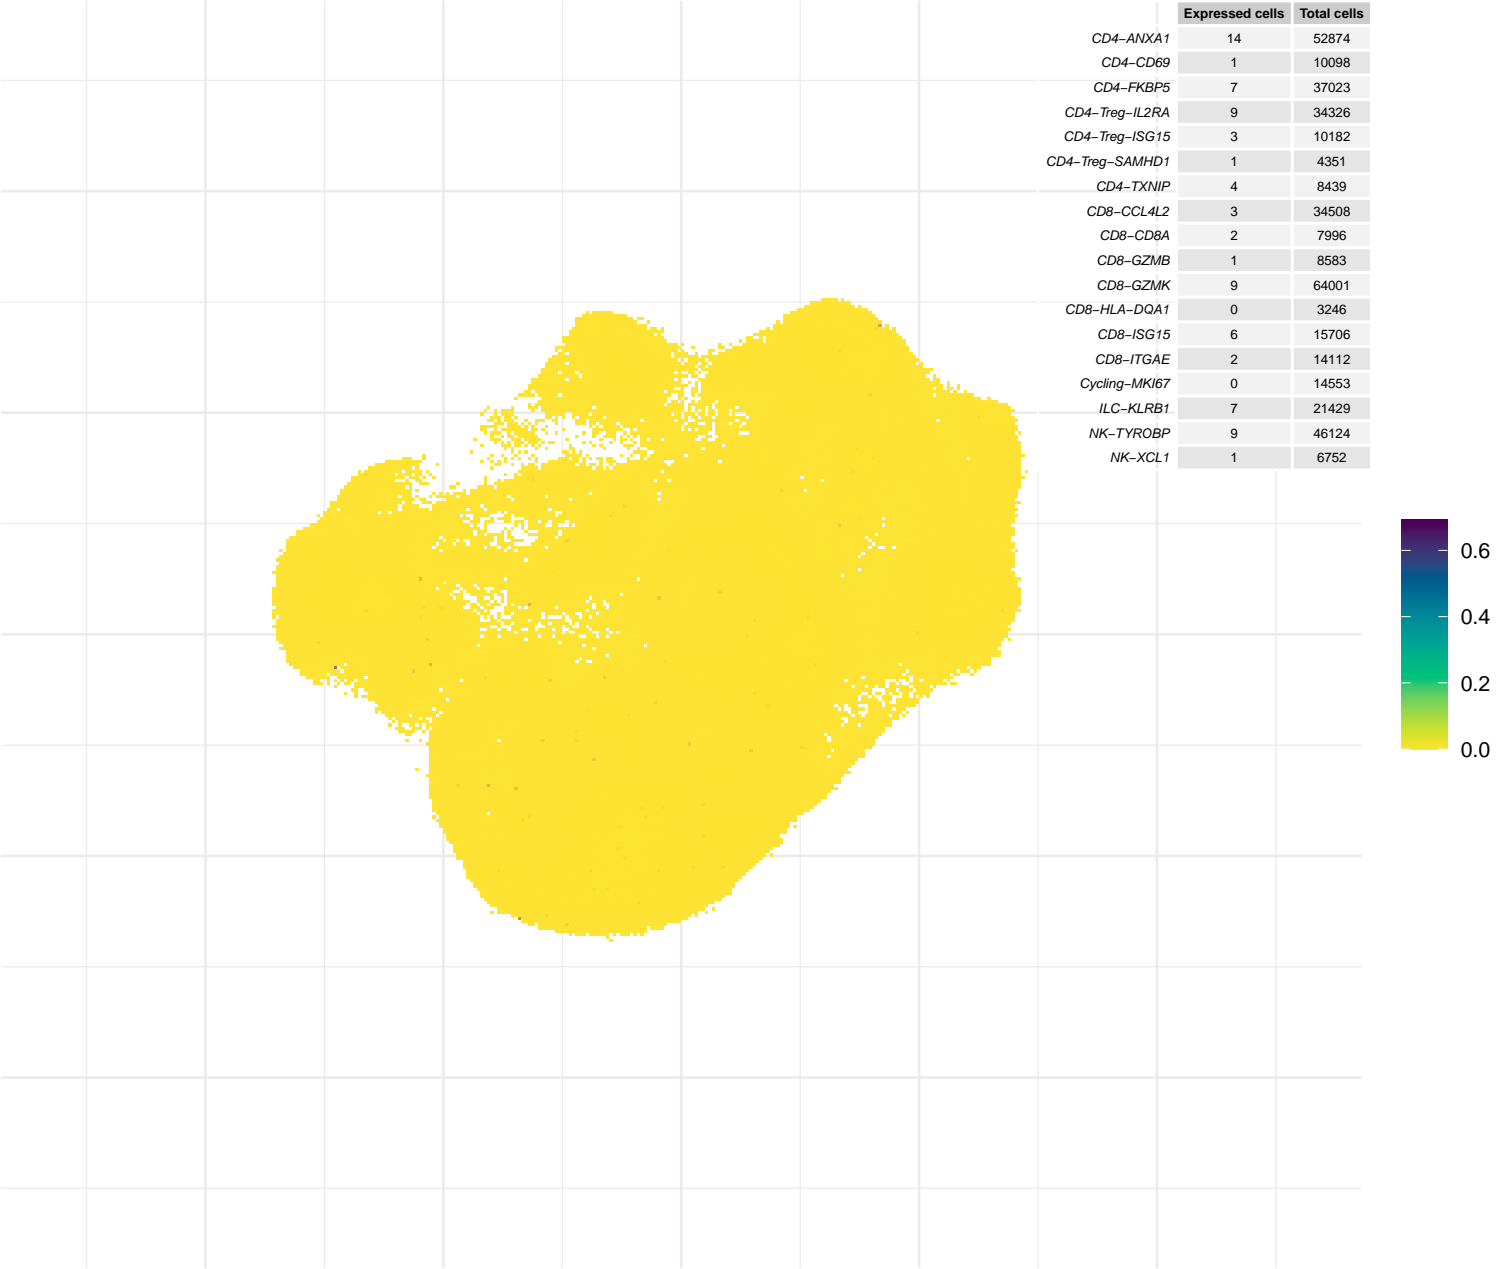 Expressed cells Total cells
CD4−ANXA1 14 52874
CD4−CD69 1 10098
CD4−FKBP5 7 37023
CD4−Treg−IL2RA 9 34326
CD4−Treg−ISG15 3 10182
CD4−Treg−SAMHD1 1 4351
CD4−TXNIP 4 8439
CD8−CCL4L2 3 34508
CD8−CD8A 2 7996
CD8−GZMB 1 8583
CD8−GZMK 9 64001
CD8−HLA−DQA1 0 3246
CD8−ISG15 6 15706
CD8−ITGAE 2 14112
Cycling−MKI67 0 14553
ILC−KLRB1 7 21429
NK−TYROBP 9 46124
NK−XCL1 1 6752
0.6
0.4
0.2
0.0